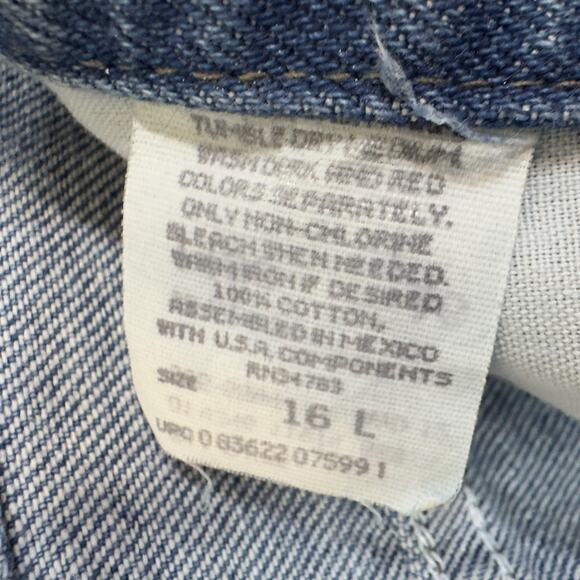 TUMBLE DRY MEDIUM
WASH DARK AND RED
COLORS SEPARATELY.
ONLY NON-CHLORINE
BLEACH WHEN NEEDED.
WARM IRON IF DESIRED
100% COTTON,
ASSEMBLED IN MEXICO
WITH U.S.A. COMPONENTS
RN34783
SIZE 16 L
UPC 0 83622 07599 1